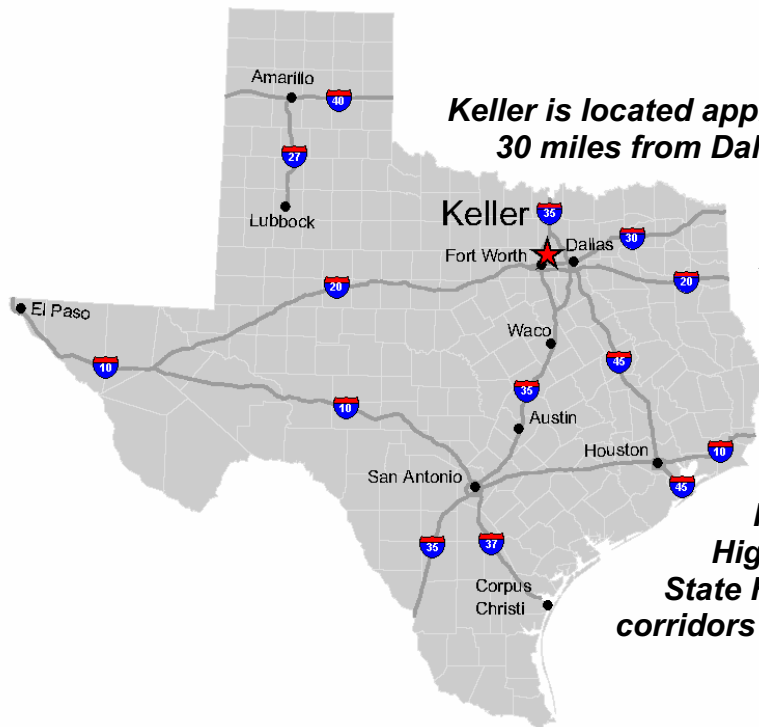 Amarillo
40
Keller is located app
27
30 miles from Dal
Lubbock
Keller
35
30
Fort Worth
Dallas
20
20
El Paso
Waco
10
45
35
10
Austin
Houston
10
San Antonio
45
35
37
Hig
State
Corpus
Christi
corridors